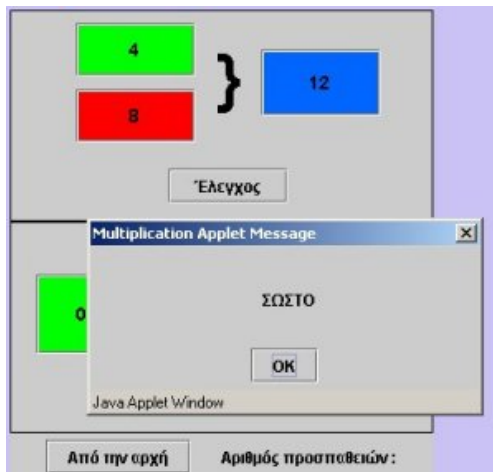 4
12
8
Έλεγχος
Multiplication Applet Message
0
ΣΩΣΤΟ
OK
Java Applet Window
Από την αρχή
Αριθμός προσπαθειών :